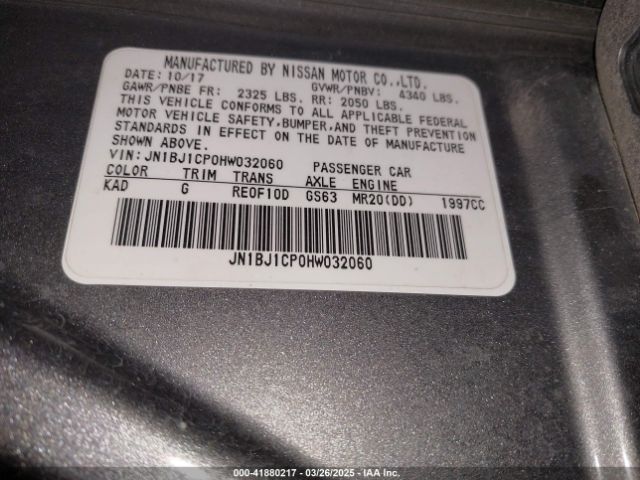 MANUFACTURED BY NISSAN MOTOR CO.,LTD.
DATE: 10/17 GVWR/PNBV: 4340 LBS.
GAWR/PNBE FR: 2325 LBS. RR: 2050 LBS.
THIS VEHICLE CONFORMS TO ALL APPLICABLE FEDERAL
MOTOR VEHICLE SAFETY,BUMPER,AND THEFT PREVENTION
STANDARDS IN EFFECT ON THE DATE OF MANUFACTURE
SHOWN ABOVE.
VIN:JN1BJ1CP0HW032060 PASSENGER CAR
COLOR TRIM TRANS AXLE ENGINE
KAD G RE0F10D GS63 MR20(DD) 1997CC
JN1BJ1CP0HW032060
000-41880217 - 03/26/2025 - IAA Inc.